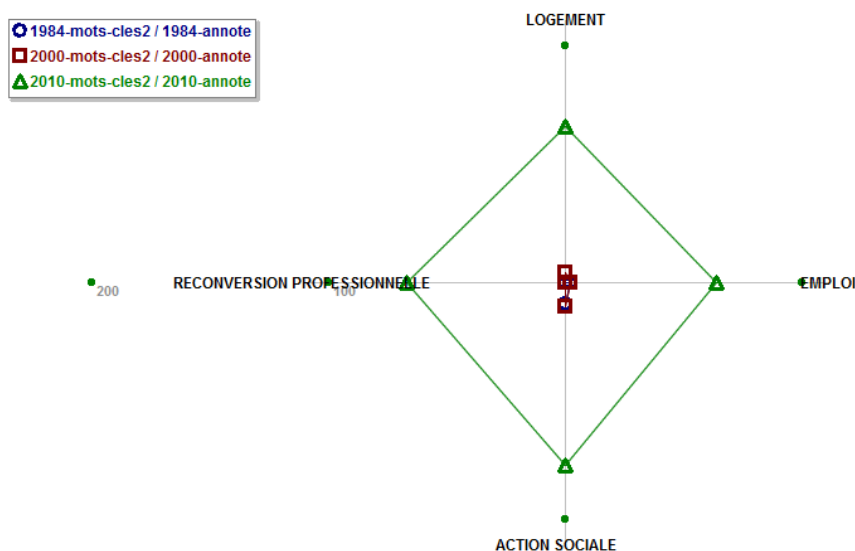 LOGEMENT
1984-mots-cles2 / 1984-annote
2000-mots-cles2 / 2000-annote
2010-mots-cles2 / 2010-annote
RECONVERSION PROFESSIONNELLE
EMPLOI
200
100
ACTION SOCIALE